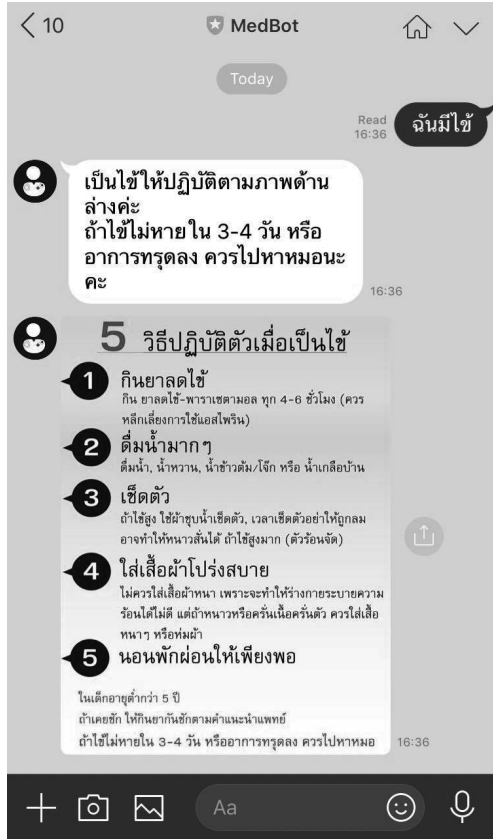 10
MedBot
Today
Read
16:36
ฉันมีไข้
เป็นไข้ให้ปฏิบัติตามภาพด้าน
ล่างค่ะ
ถ้าไข้ไม่หายใน 3-4 วัน หรือ
อาการทรุดลง ควรไปหาหมอนะ
คะ
16:36
5 วิธีปฏิบัติตัวเมื่อเป็นไข้
1 กินยาลดไข้
กิน ยาลดไข้-พาราเซตามอล ทุก 4-6 ชั่วโมง (ควร
หลีกเลี่ยงการใช้แอสไพริน)
2 ดื่มน้ำมากๆ
ดื่มน้ำ, น้ำหวาน, น้ำข้าวต้ม/โจ๊ก หรือ น้ำเกลือบ้าน
3 เช็ดตัว
ถ้าไข้สูง ใช้ผ้าชุบน้ำเช็ดตัว, เวลาเช็ดตัวอย่าให้ถูกลม
อาจทำให้หนาวสั่นได้ ถ้าไข้สูงมาก (ตัวร้อนจัด)
4 ใส่เสื้อผ้าโปร่งสบาย
ไม่ควรใส่เสื้อผ้าหนา เพราะจะทำให้ร่างกายระบายความ
ร้อนได้ไม่ดี แต่ถ้าหนาวหรือครั่นเนื้อครั่นตัว ควรใส่เสื้อ
หนาๆ หรือห่มผ้า
5 นอนพักผ่อนให้เพียงพอ
ในเด็กอายุต่ำกว่า 5 ปี
ถ้าเคยชัก ให้กินยากันชักตามคำแนะนำแพทย์
ถ้าไข้ไม่หายใน 3-4 วัน หรืออาการทรุดลง ควรไปหาหมอ
16:36
Aa